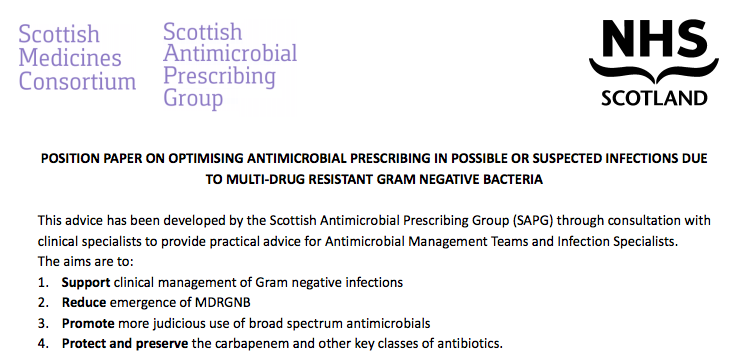 Scottish
Medicines
Consortium
Scottish
Antimicrobial
Prescribing
Group
NHS
SCOTLAND
POSITION PAPER ON OPTIMISING ANTIMICROBIAL PRESCRIBING IN POSSIBLE OR SUSPECTED INFECTIONS DUE
TO MULTI-DRUG RESISTANT GRAM NEGATIVE BACTERIA
This advice has been developed by the Scottish Antimicrobial Prescribing Group (SAPG) through consultation with
clinical specialists to provide practical advice for Antimicrobial Management Teams and Infection Specialists.
The aims are to:
1. Support clinical management of Gram negative infections
2. Reduce emergence of MDRGNB
3. Promote more judicious use of broad spectrum antimicrobials
4. Protect and preserve the carbapenem and other key classes of antibiotics.